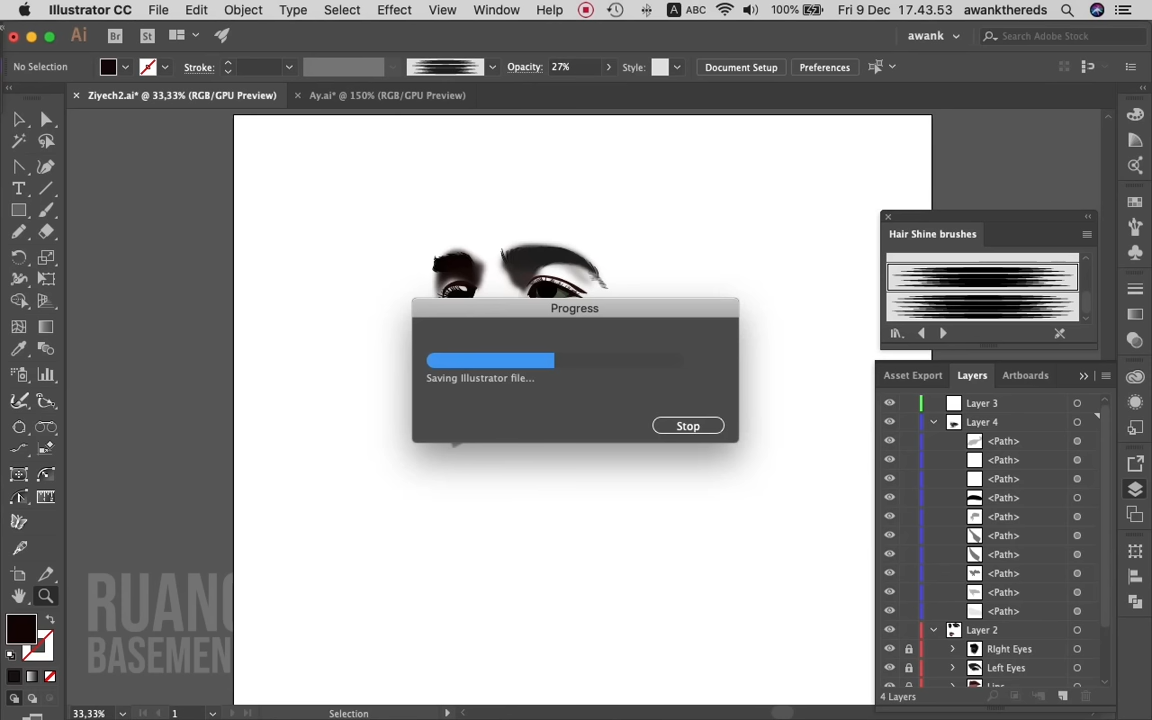 Illustrator CC File Edit Object Type Select Effect View Window Help A ABC 100% Fri 9 Dec 17.43.53 awankthereds
Ai Br St awank Search Adobe Stock
No Selection Stroke: Opacity: 27% Style: Document Setup Preferences
× Ziyech2.ai* @ 33,33% (RGB/GPU Preview) × Ay.ai* @ 150% (RGB/GPU Preview)
Hair Shine brushes
Progress
Saving Illustrator file...
Stop
Asset Export Layers Artboards
Layer 3
Layer 4
<Path>
<Path>
<Path>
<Path>
<Path>
<Path>
<Path>
<Path>
<Path>
<Path>
Layer 2
RIght Eyes
Left Eyes
Lips
4 Layers
RUANG
BASEMEN
33,33% 1 Selection